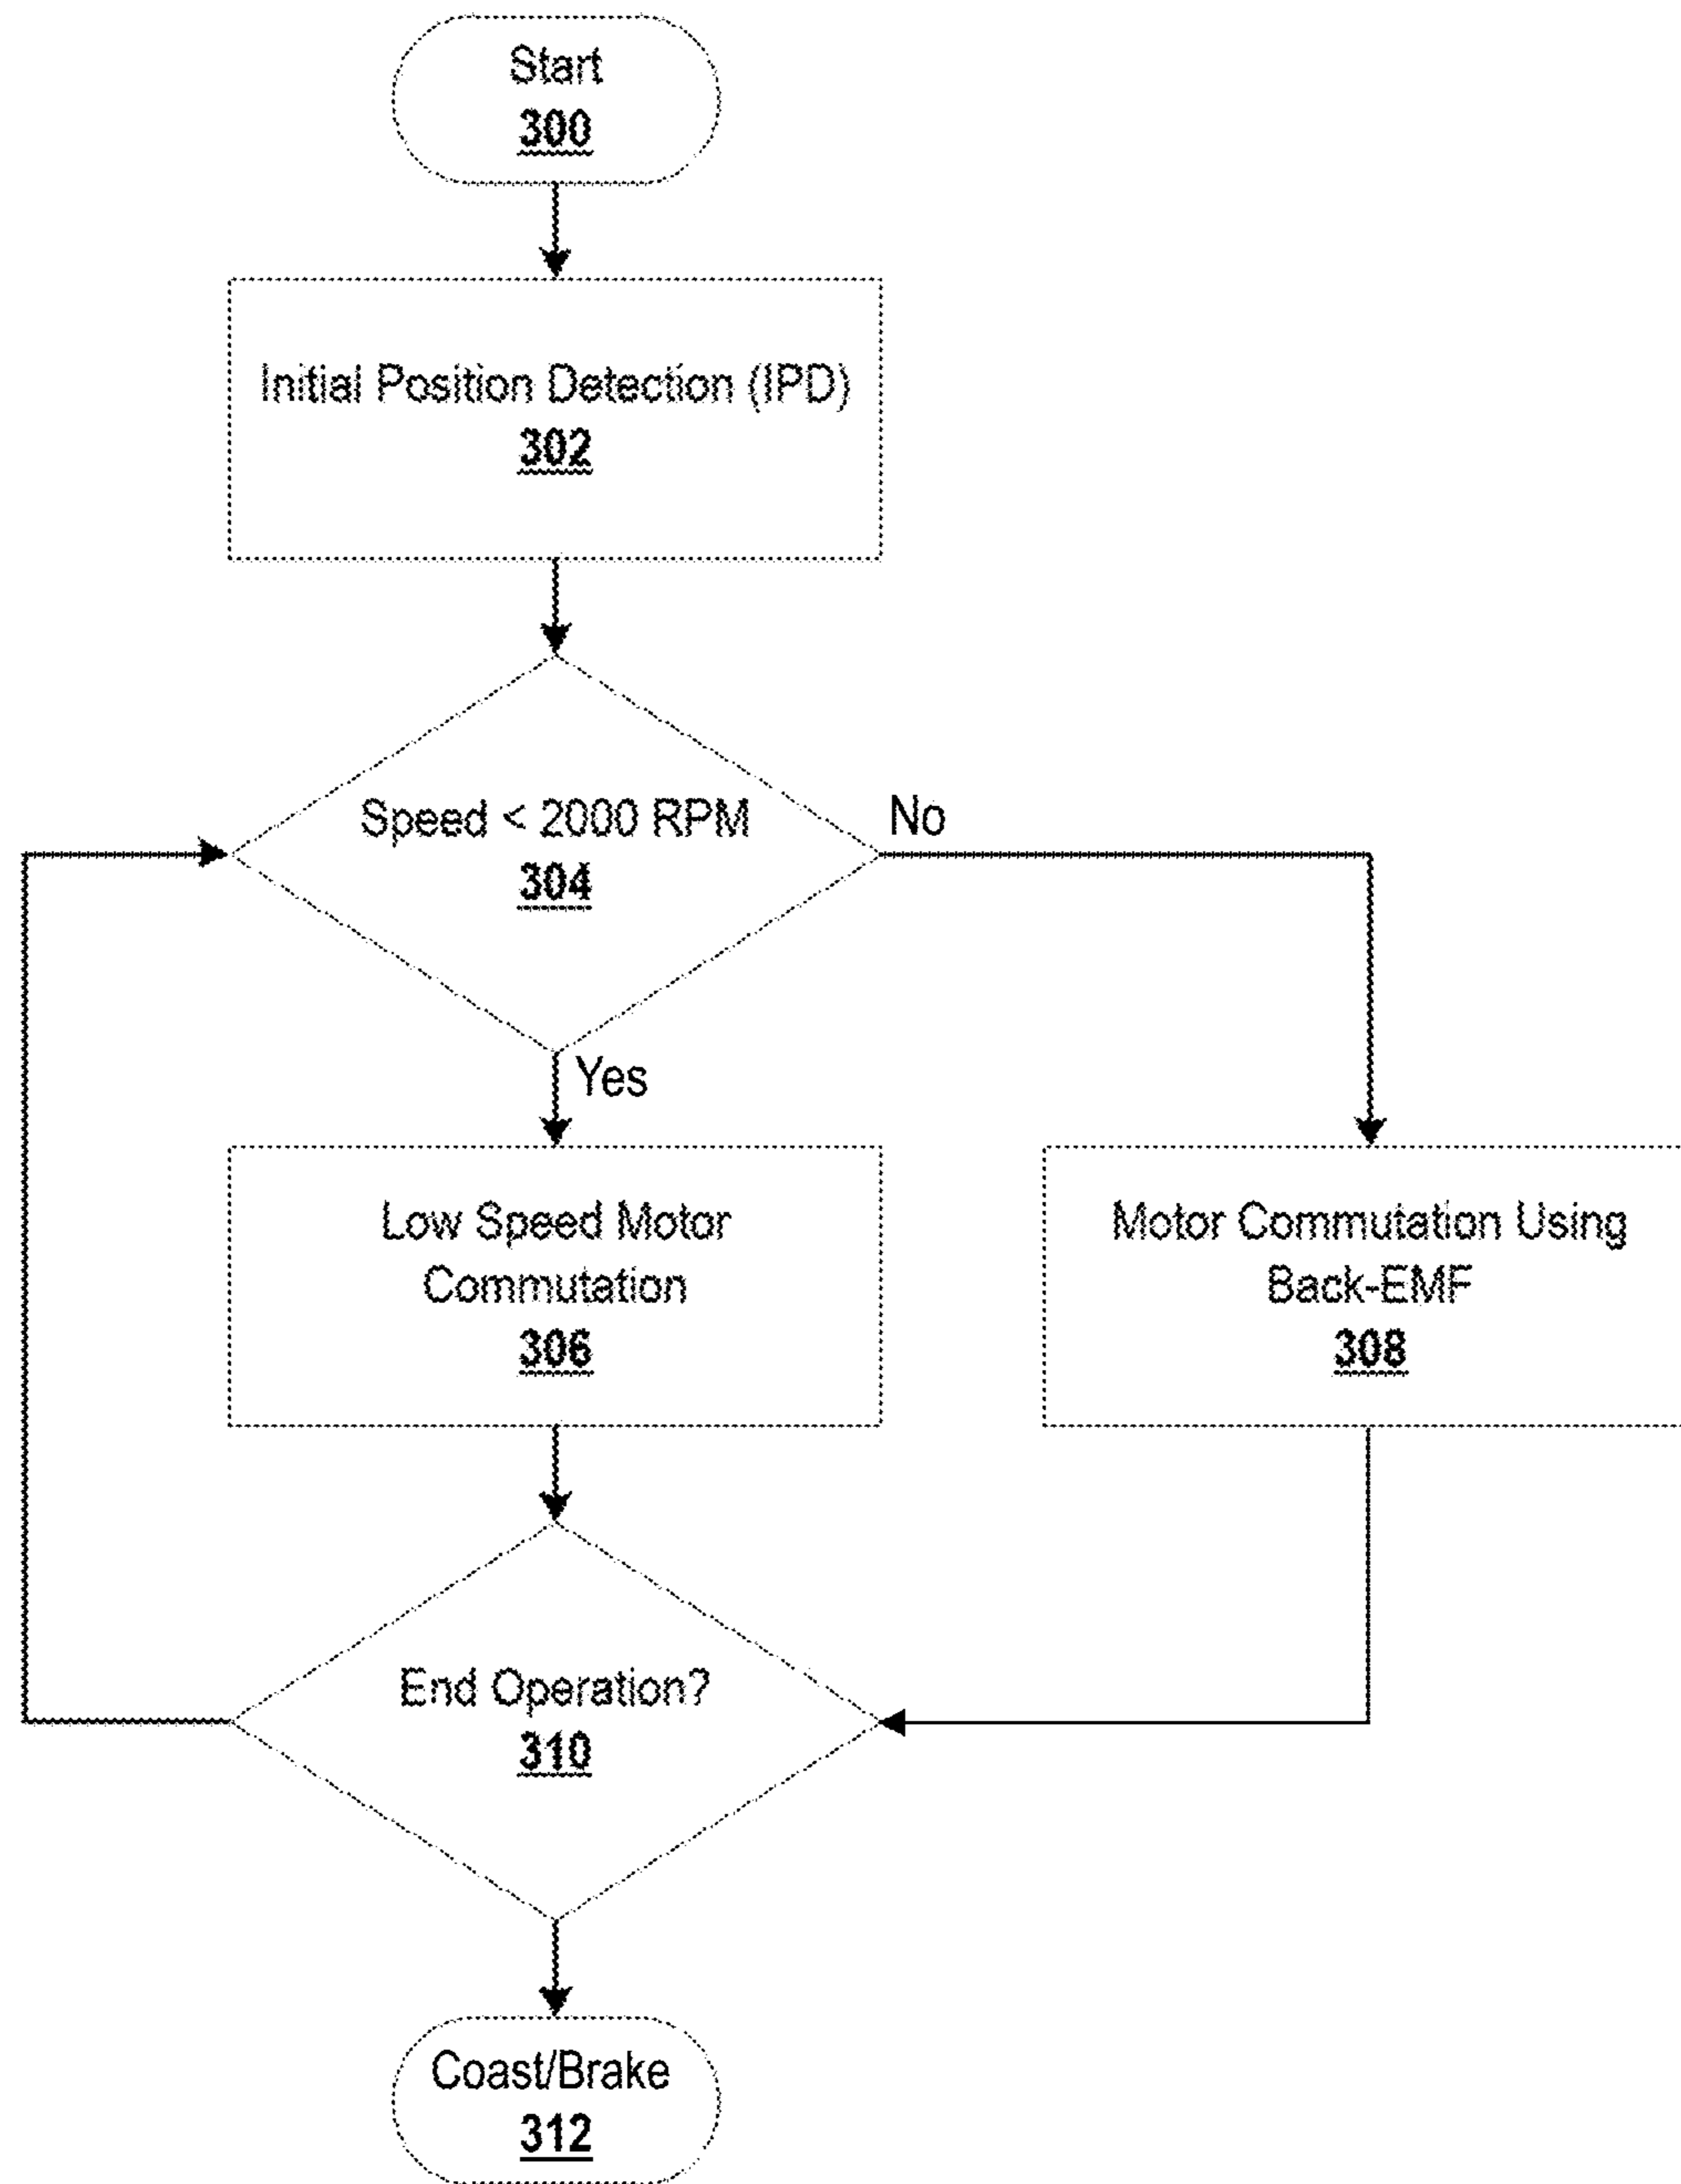 Start
300
Initial Position Detection (IPD)
302
Speed < 2000 RPM
304
No
Yes
Low Speed Motor
Commutation
306
Motor Commutation Using
Back-EMF
308
End Operation?
310
Coast/Brake
312